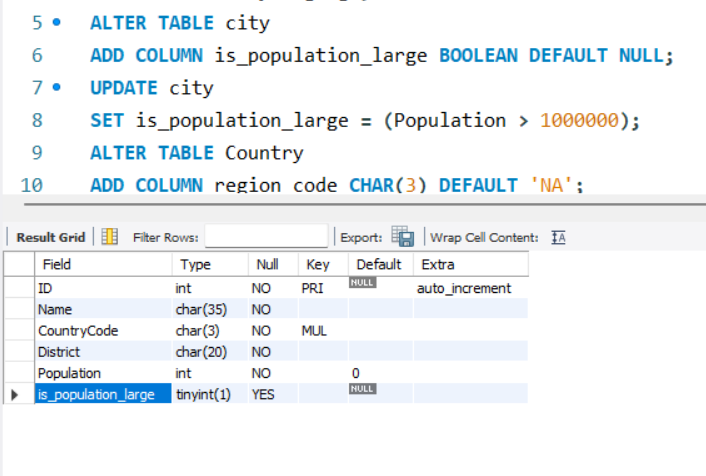 5 ALTER TABLE city
6 ADD COLUMN is_population_large BOOLEAN DEFAULT NULL;
7 UPDATE city
8 SET is_population_large = (Population > 1000000);
9 ALTER TABLE Country
10 ADD COLUMN region_code CHAR(3) DEFAULT 'NA';
Result Grid Filter Rows: Export: Wrap Cell Content:
Field Type Null Key Default Extra
ID int NO PRI NULL auto_increment
Name char(35) NO
CountryCode char(3) NO MUL
District char(20) NO
Population int NO 0
is_population_large tinyint(1) YES NULL